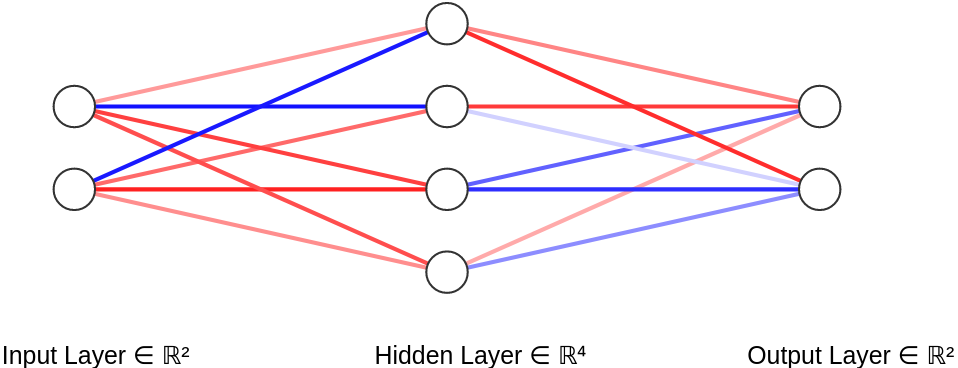 Input Layer ∈ ℝ²
Hidden Layer ∈ ℝ⁴
Output Layer ∈ ℝ²